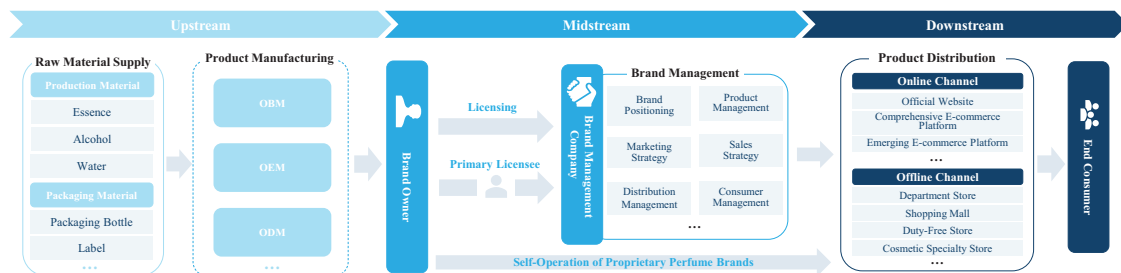 Upstream
Midstream
Downstream
Raw Material Supply
Production Material
Essence
Alcohol
Water
Packaging Material
Packaging Bottle
Label
...
Product Manufacturing
OBM
OEM
ODM
...
Brand Owner
Licensing
Primary Licensee
Brand Management
Company
Brand Management
Brand
Positioning
Product
Management
Marketing
Strategy
Sales
Strategy
Distribution
Management
Consumer
Management
...
Self-Operation of Proprietary Perfume Brands
Product Distribution
Online Channel
Official Website
Comprehensive E-commerce
Platform
Emerging E-commerce Platform
...
Offline Channel
Department Store
Shopping Mall
Duty-Free Store
Cosmetic Specialty Store
...
End Consumer